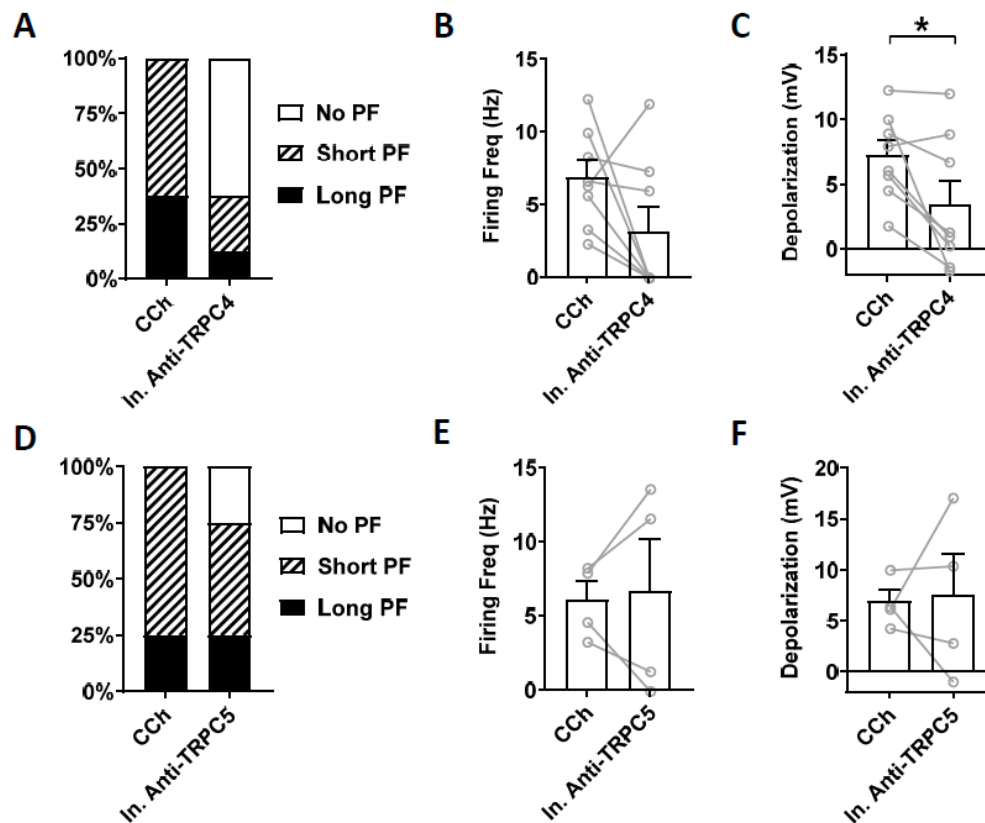 A
100%
75%
50%
25%
0%
CCh
In. Anti-TRPC4
No PF
Short PF
Long PF
B
Firing Freq (Hz)
15
10
5
0
CCh
In. Anti-TRPC4
C
*
Depolarization (mV)
15
10
5
0
CCh
In. Anti-TRPC4
D
100%
75%
50%
25%
0%
CCh
In. Anti-TRPC5
No PF
Short PF
Long PF
E
Firing Freq (Hz)
15
10
5
0
CCh
In. Anti-TRPC5
F
Depolarization (mV)
20
15
10
5
0
CCh
In. Anti-TRPC5